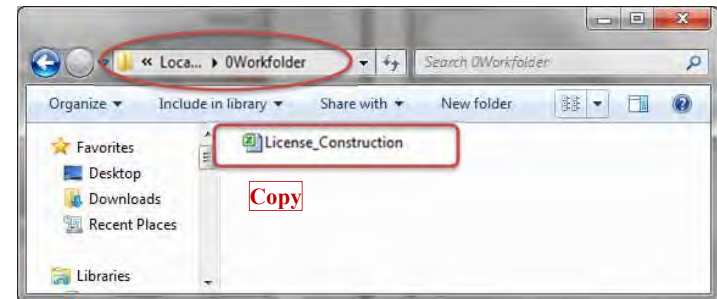 « Loca... ▸ 0Workfolder
Search 0Workfolder
Organize Include in library Share with New folder
Favorites
Desktop
Downloads
Recent Places
Libraries
License_Construction
Copy